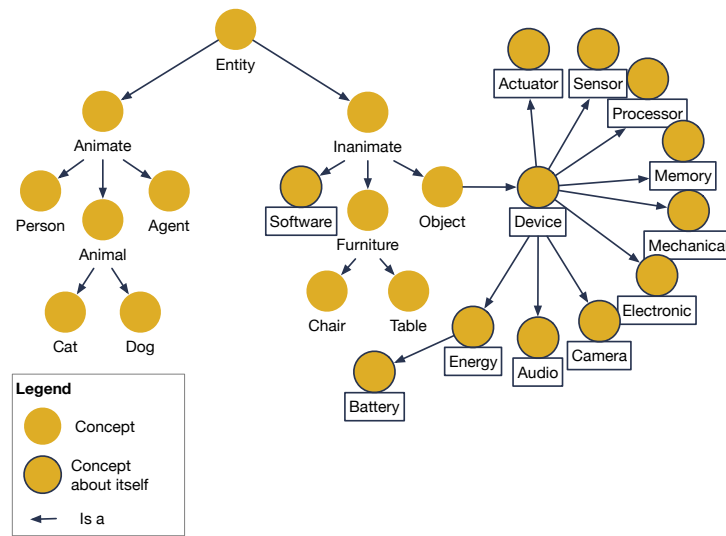 Entity
Actuator
Sensor
Processor
Animate
Inanimate
Memory
Person
Agent
Software
Object
Device
Animal
Furniture
Mechanical
Cat
Dog
Chair
Table
Electronic
Energy
Audio
Camera
Battery
Legend
Concept
Concept
about itself
Is a